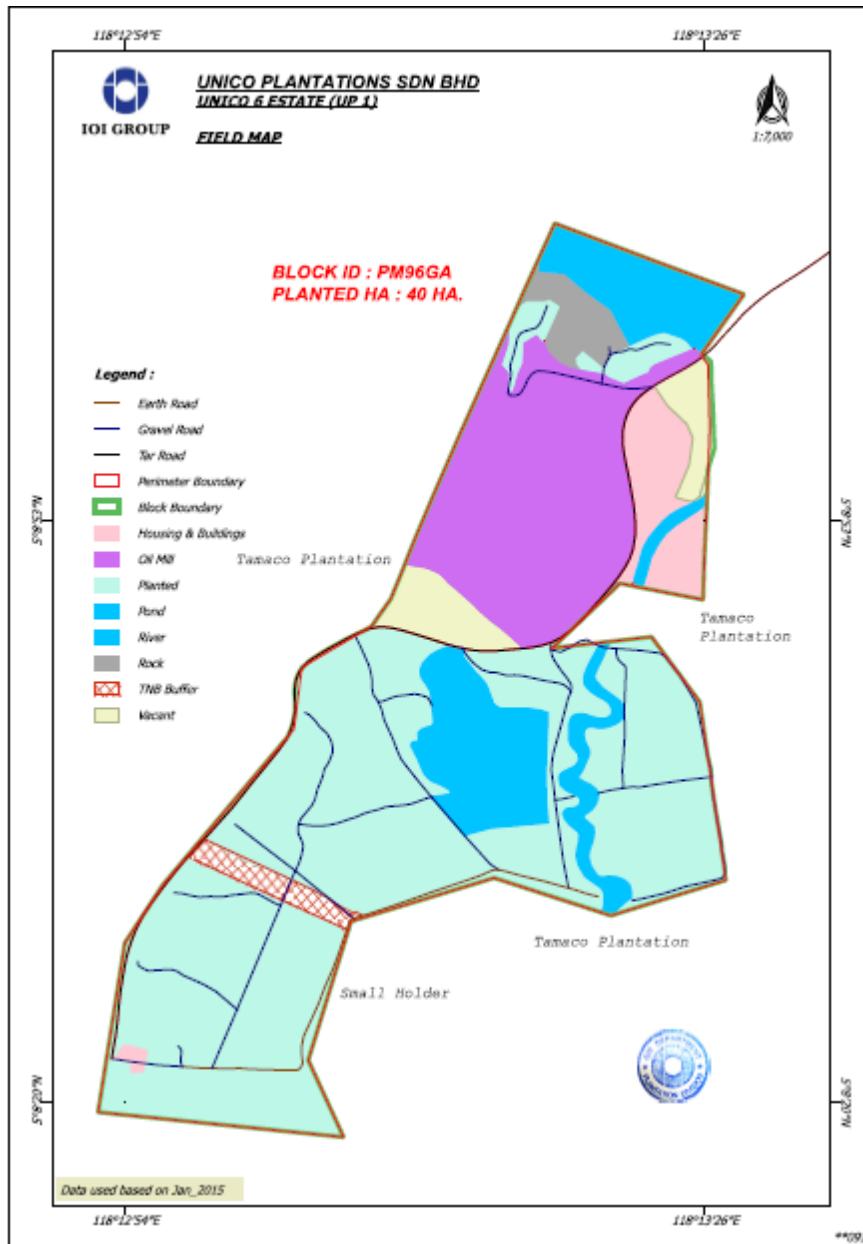 118°12'54"E
118°13'26"E
IOI GROUP
UNICO PLANTATIONS SDN BHD
UNICO 6 ESTATE (UP 1)
FIELD MAP
1:7,000
BLOCK ID : PM96GA
PLANTED HA : 40 HA.
Legend :
Earth Road
Gravel Road
Tar Road
Perimeter Boundary
Block Boundary
Housing & Buildings
Oil Mill
Planted
Pond
River
Rock
TNB Buffer
Vacant
5°8'53"N
5°8'53"N
Tamaco Plantation
Tamaco
Plantation
Tamaco Plantation
Small Holder
5°8'20"N
5°8'20"N
Data used based on Jan_2015
118°12'54"E
118°13'26"E